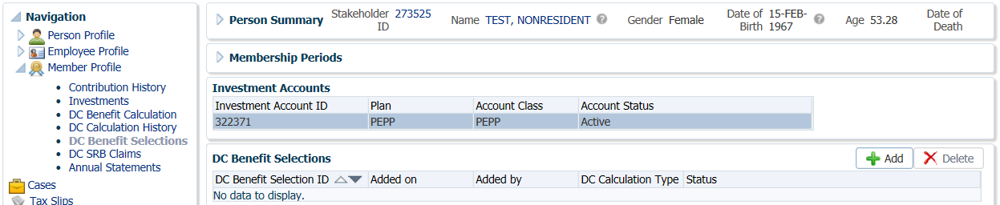 Navigation
Person Profile
Employee Profile
Member Profile
• Contribution History
• Investments
• DC Benefit Calculation
• DC Calculation History
• DC Benefit Selections
• DC SRB Claims
• Annual Statements
Cases
Tax Slips
Person Summary Stakeholder ID 273525 Name TEST, NONRESIDENT Gender Female Date of Birth 15-FEB-1967 Age 53.28 Date of Death
Membership Periods
Investment Accounts
Investment Account ID Plan Account Class Account Status
322371 PEPP PEPP Active
DC Benefit Selections Add Delete
DC Benefit Selection ID Added on Added by DC Calculation Type Status
No data to display.